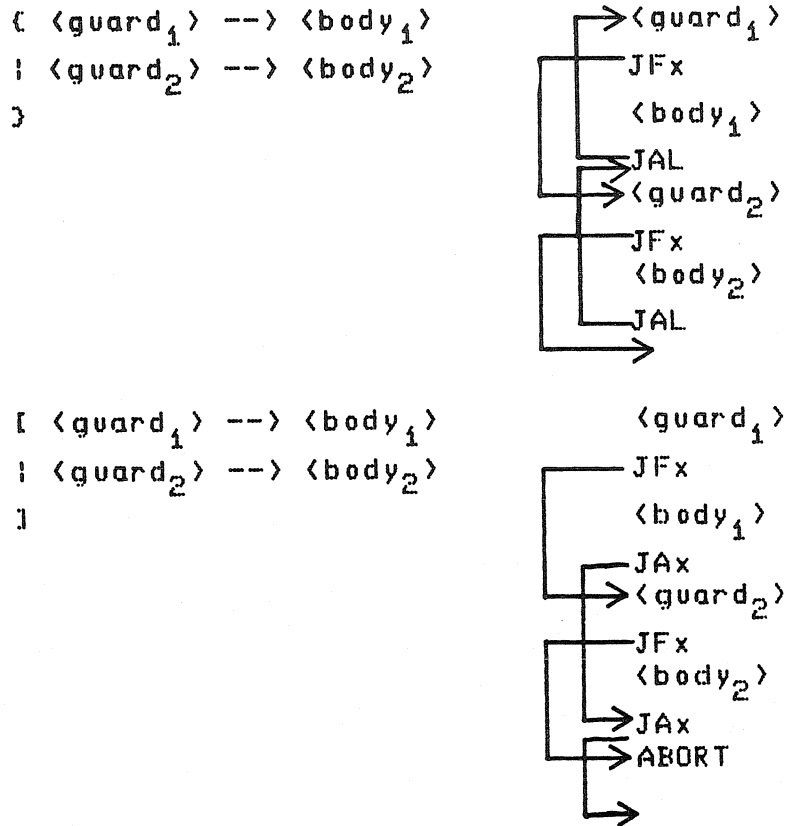 { <guard₁> --> <body₁>
| <guard₂> --> <body₂>
}
<guard₁>
JFx
<body₁>
JAL
<guard₂>
JFx
<body₂>
JAL
[ <guard₁> --> <body₁>
| <guard₂> --> <body₂>
]
<guard₁>
JFx
<body₁>
JAx
<guard₂>
JFx
<body₂>
JAx
ABORT